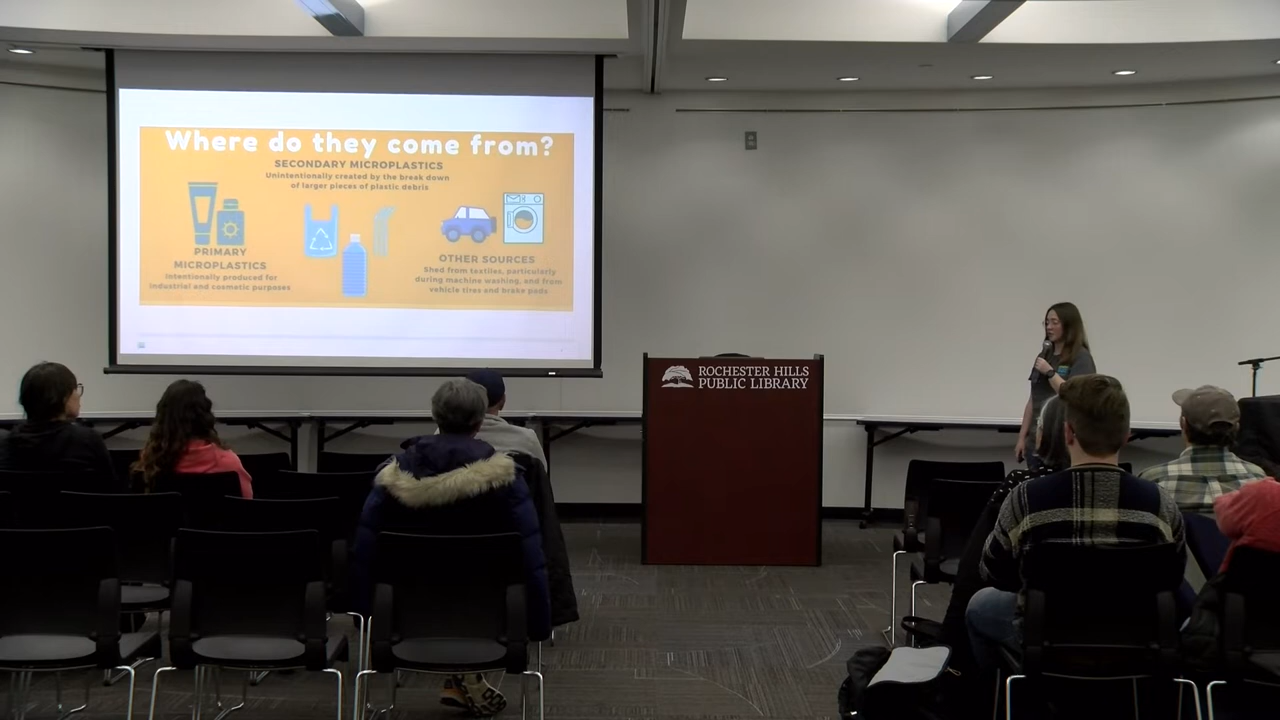 Where do they come from?
SECONDARY MICROPLASTICS
Unintentionally created by the break down
of larger pieces of plastic debris
PRIMARY
MICROPLASTICS
Intentionally produced for
industrial and cosmetic purposes
OTHER SOURCES
Shed from textiles, particularly
during machine washing, and from
vehicle tires and brake pads
ROCHESTER HILLS
PUBLIC LIBRARY